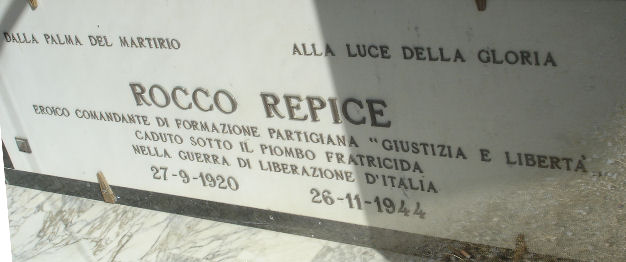 DALLA PALMA DEL MARTIRIO
ALLA LUCE DELLA GLORIA
ROCCO REPICE
EROICO COMANDANTE DI FORMAZIONE PARTIGIANA "GIUSTIZIA E LIBERTA'"
CADUTO SOTTO IL PIOMBO FRATRICIDA
NELLA GUERRA DI LIBERAZIONE D'ITALIA
27-9-1920 26-11-1944